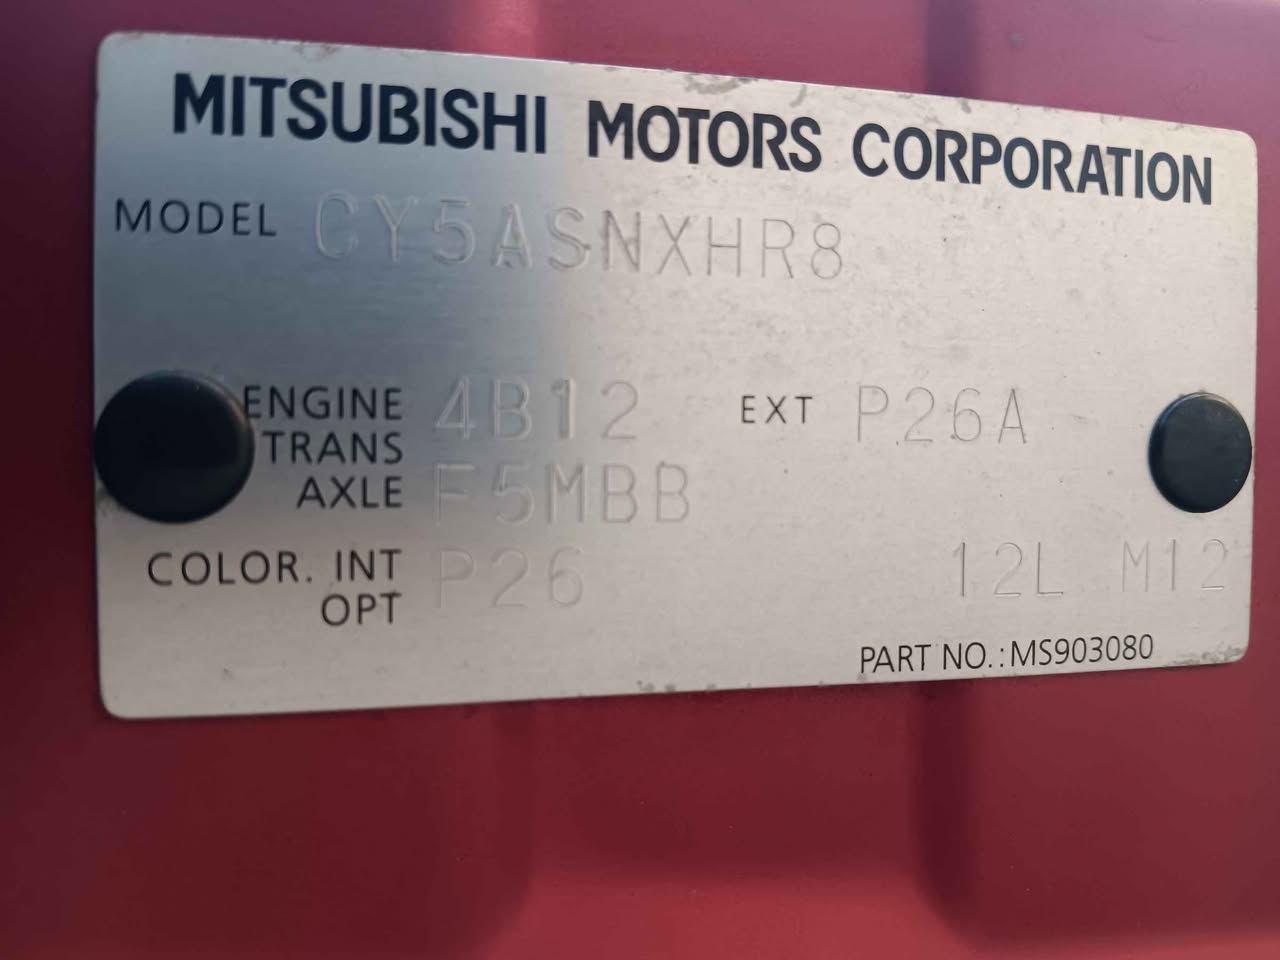 MITSUBISHI MOTORS CORPORATION
MODEL CY5ASNXHR8
ENGINE 4B12 EXT P26A
TRANS
AXLE F5MBB
COLOR. INT P26 12L M12
OPT
PART NO.:MS903080